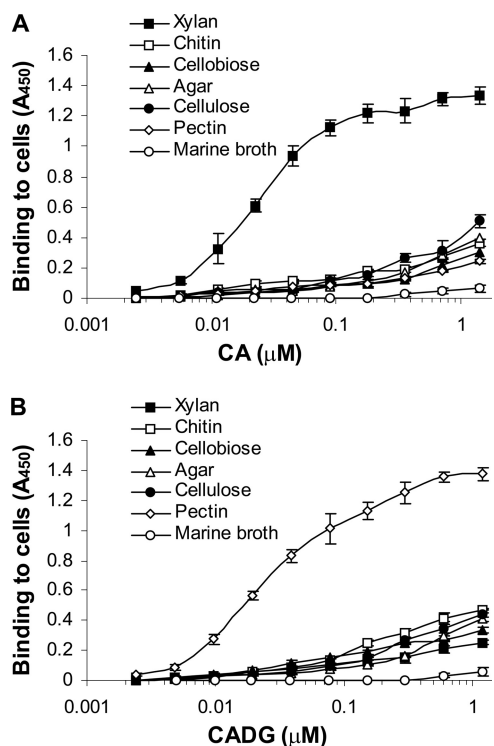 A
Xylan
Chitin
Cellobiose
Agar
Cellulose
Pectin
Marine broth
Binding to cells (A450)
1.6
1.4
1.2
1
0.8
0.6
0.4
0.2
0
0.001 0.01 0.1 1
CA (μM)
B
Xylan
Chitin
Cellobiose
Agar
Cellulose
Pectin
Marine broth
Binding to cells (A450)
1.6
1.4
1.2
1
0.8
0.6
0.4
0.2
0
0.001 0.01 0.1 1
CADG (μM)